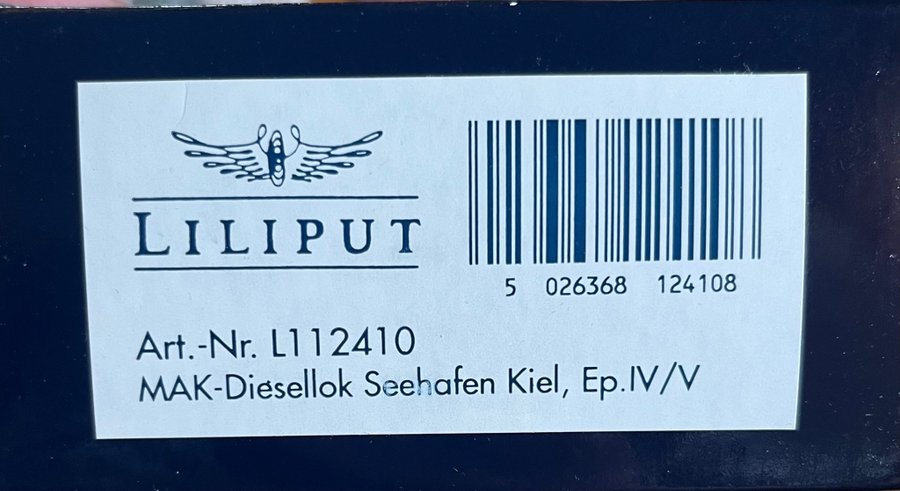 LILIPUT
5 026368 124108
Art.-Nr. L112410
MAK-Diesellok Seehafen Kiel, Ep.IV/V